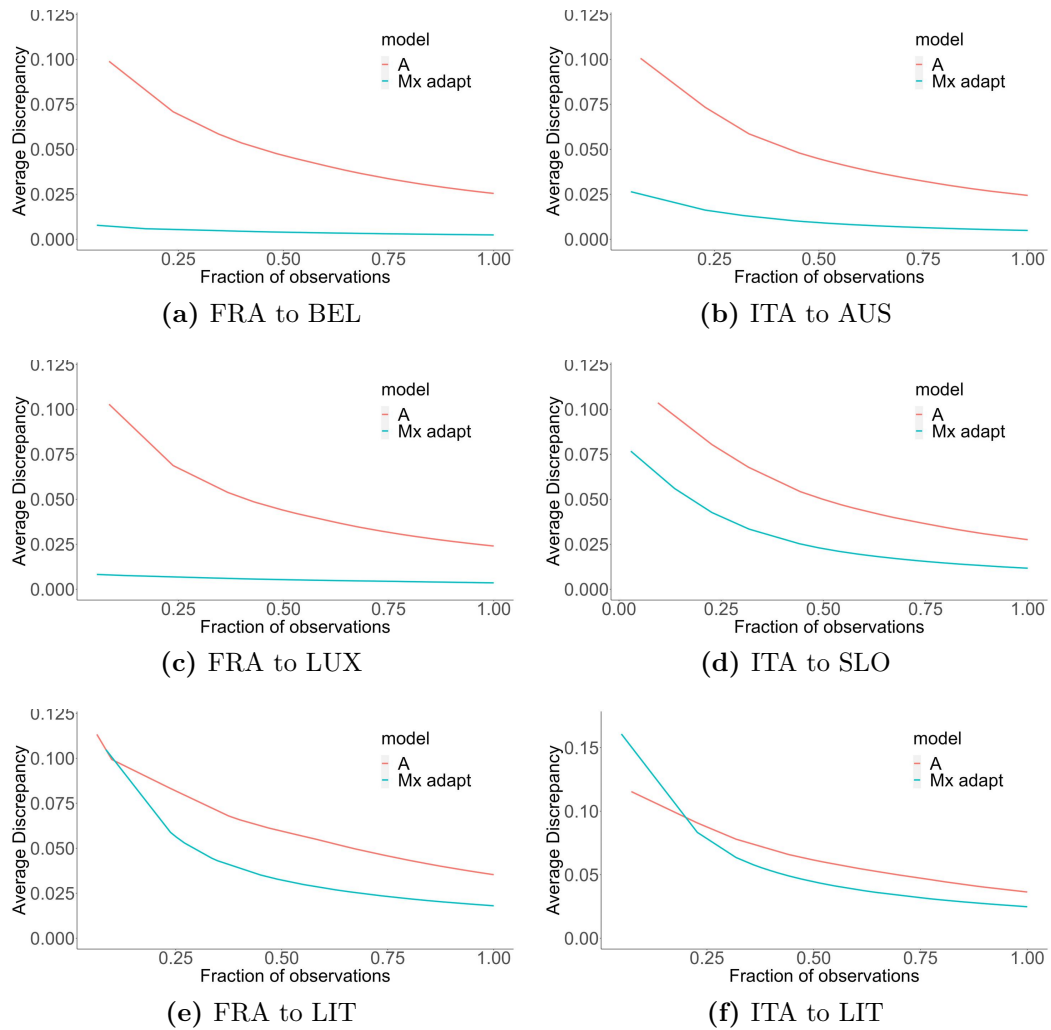 0.125
0.100
0.075
0.050
0.025
0.000
Average Discrepancy
model
A
Mx adapt
0.25 0.50 0.75 1.00
Fraction of observations
(a) FRA to BEL
0.125
0.100
0.075
0.050
0.025
0.000
Average Discrepancy
model
A
Mx adapt
0.25 0.50 0.75 1.00
Fraction of observations
(b) ITA to AUS
0.125
0.100
0.075
0.050
0.025
0.000
Average Discrepancy
model
A
Mx adapt
0.25 0.50 0.75 1.00
Fraction of observations
(c) FRA to LUX
0.125
0.100
0.075
0.050
0.025
0.000
Average Discrepancy
model
A
Mx adapt
0.00 0.25 0.50 0.75 1.00
Fraction of observations
(d) ITA to SLO
0.125
0.100
0.075
0.050
0.025
0.000
Average Discrepancy
model
A
Mx adapt
0.25 0.50 0.75 1.00
Fraction of observations
(e) FRA to LIT
0.15
0.10
0.05
0.00
Average Discrepancy
model
A
Mx adapt
0.25 0.50 0.75 1.00
Fraction of observations
(f) ITA to LIT